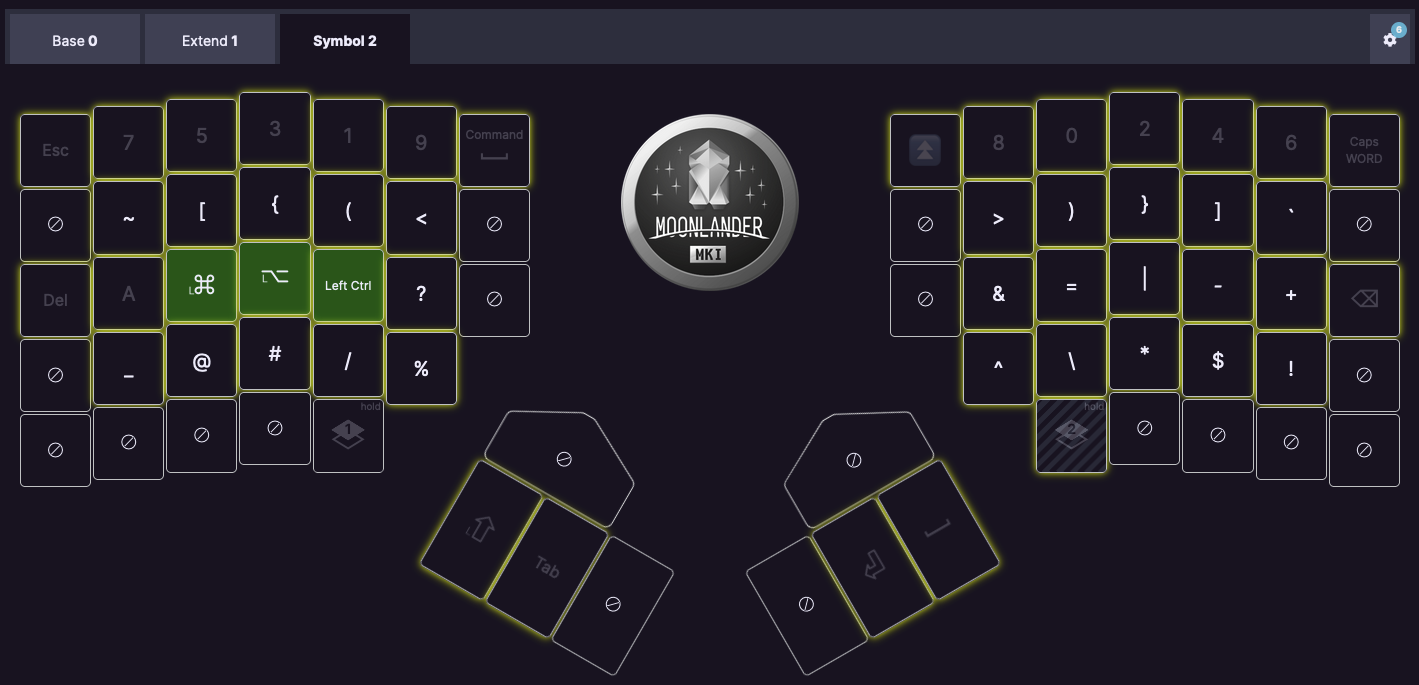 Base 0
Extend 1
Symbol 2
6
Esc
7
5
3
1
9
Command
8
0
2
4
6
Caps
WORD
~
[
{
(
<
>
)
}
]
`
Del
A
L⌘
L⌥
Left Ctrl
?
&
=
|
-
+
_
@
#
/
%
^
\
*
$
!
hold
1
hold
2
L
Tab
MOONLANDER
MKI